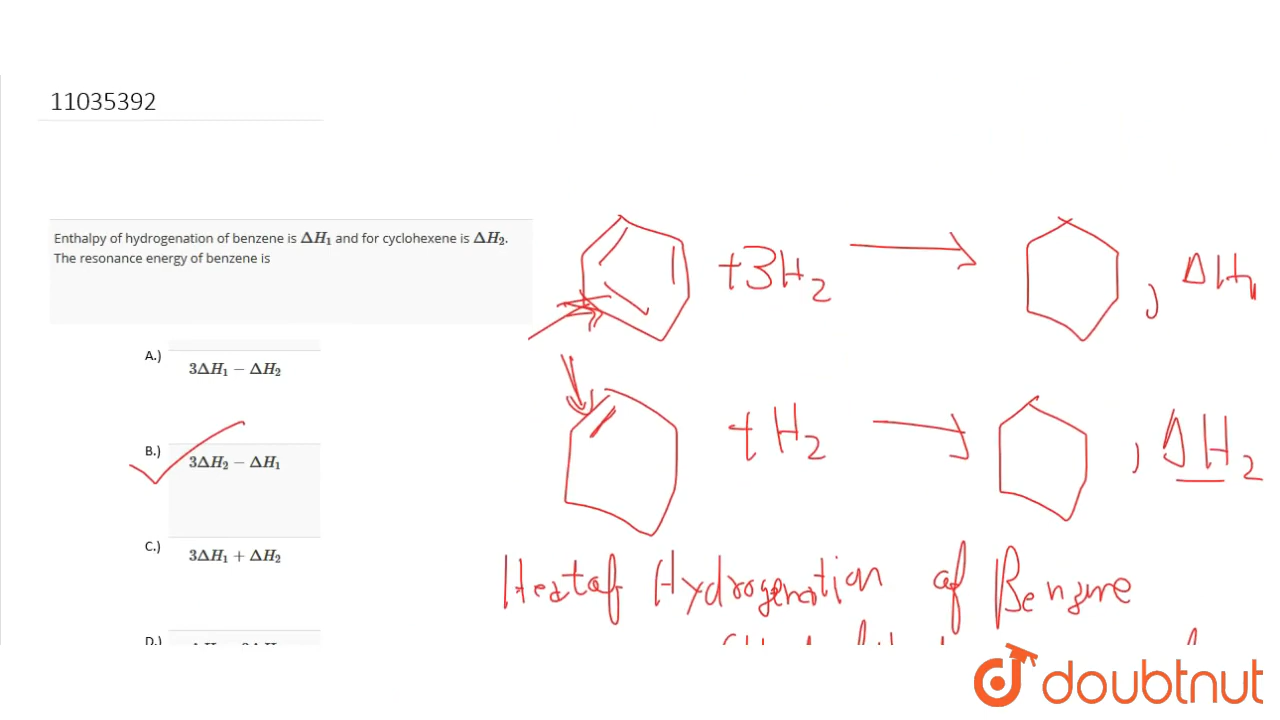 11035392
Enthalpy of hydrogenation of benzene is ΔH₁ and for cyclohexene is ΔH₂.
The resonance energy of benzene is
A.)
3ΔH₁ − ΔH₂
B.)
3ΔH₂ − ΔH₁
C.)
3ΔH₁ + ΔH₂
D.)
+3H₂ → , ΔH₁
+H₂ → , ΔH₂
Heat of Hydrogenation of Benzene
doubtnut